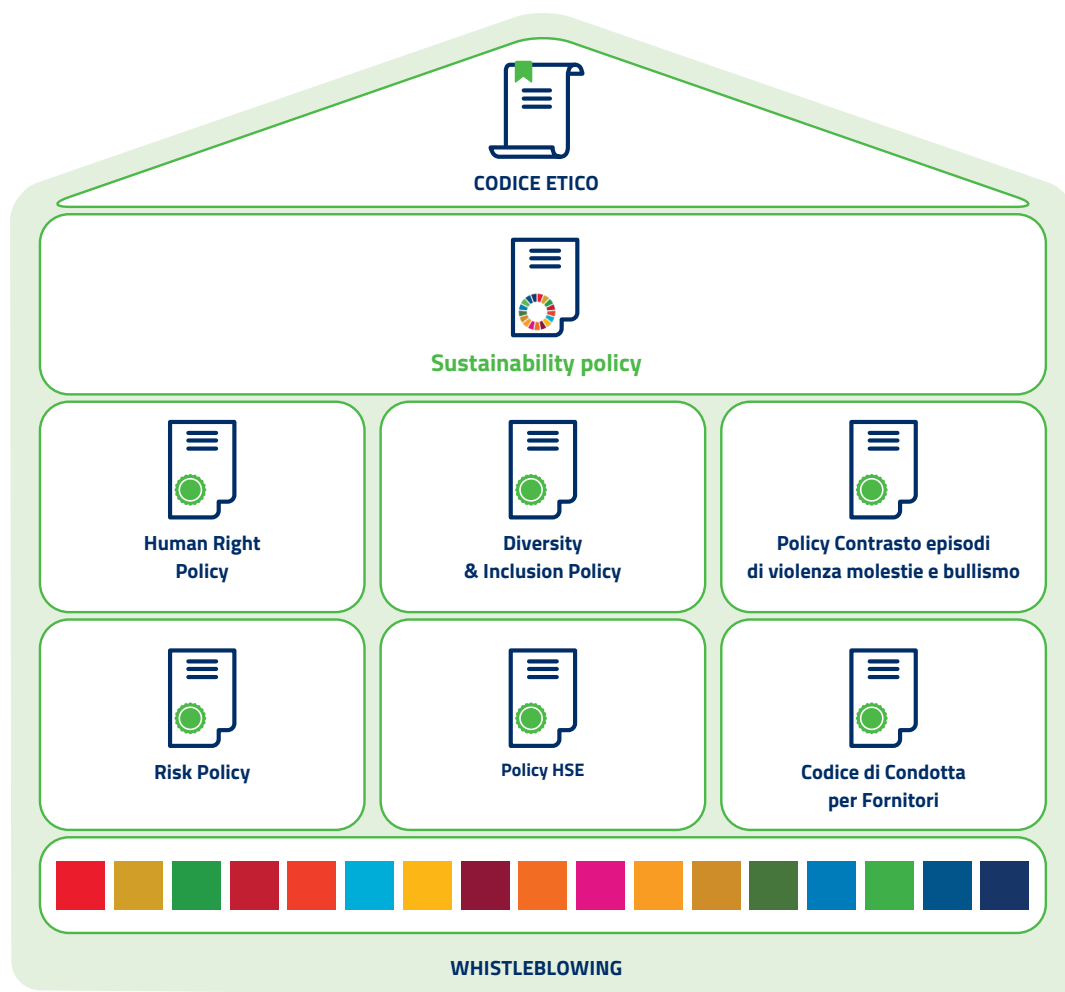 CODICE ETICO
Sustainability policy
Human Right
Policy
Diversity
& Inclusion Policy
Policy Contrasto episodi
di violenza molestie e bullismo
Risk Policy
Policy HSE
Codice di Condotta
per Fornitori
WHISTLEBLOWING